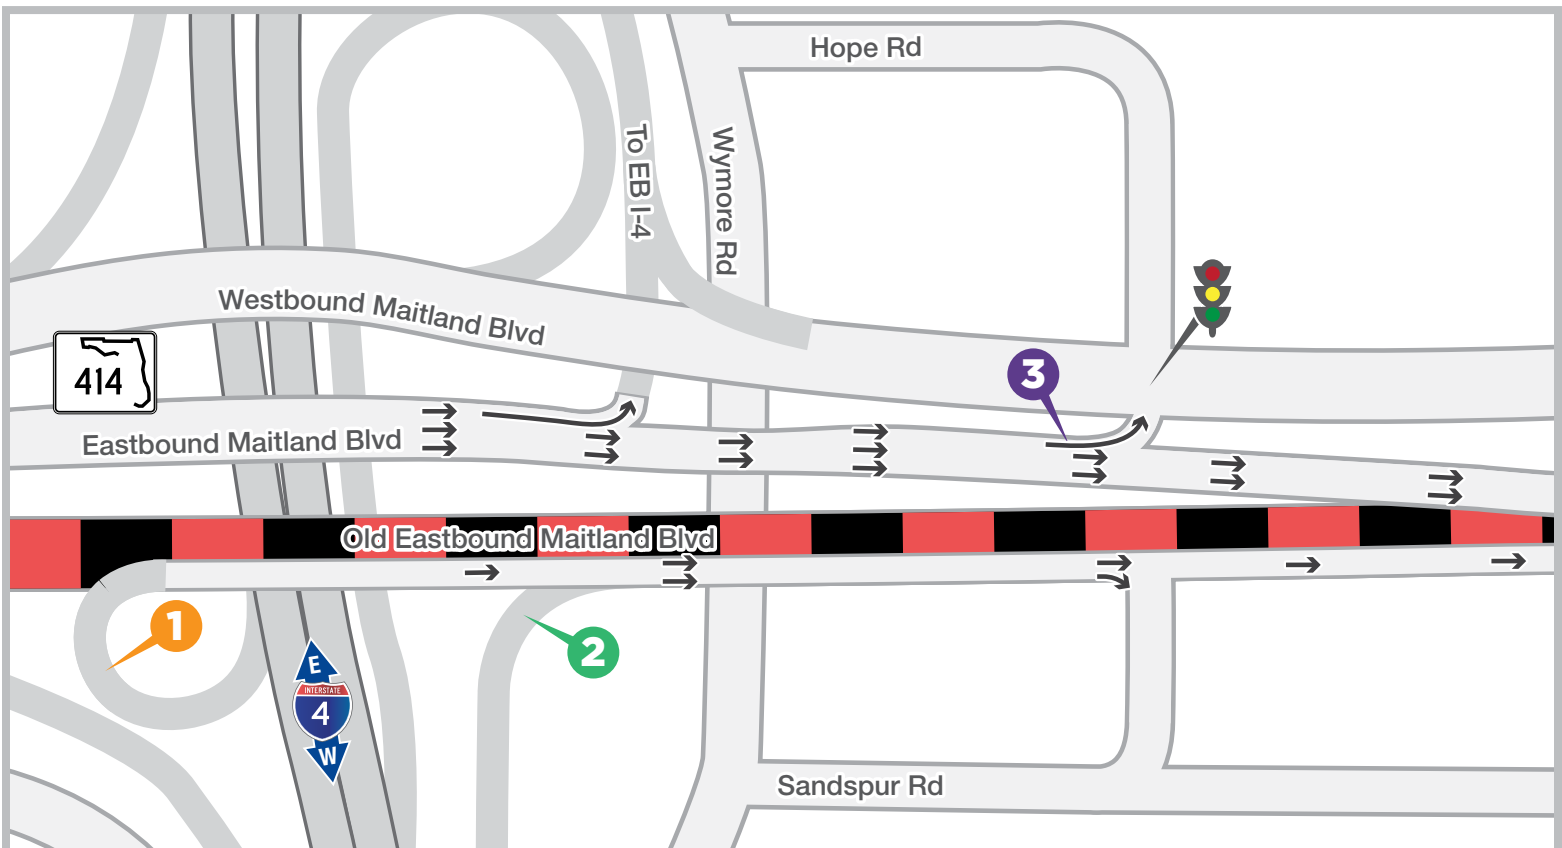 Hope Rd
To EB I-4
Wymore Rd
Westbound Maitland Blvd
414
3
Eastbound Maitland Blvd
Old Eastbound Maitland Blvd
1
2
E
INTERSTATE
4
W
Sandspur Rd